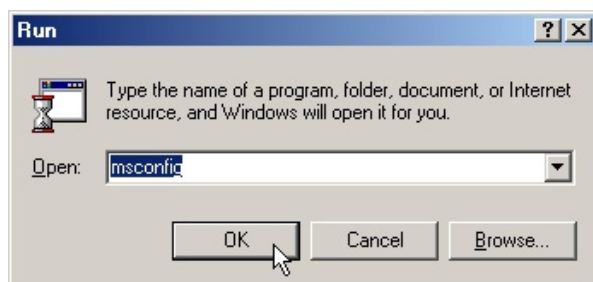 Run
Type the name of a program, folder, document, or Internet
resource, and Windows will open it for you.
Open: msconfig
OK Cancel Browse...